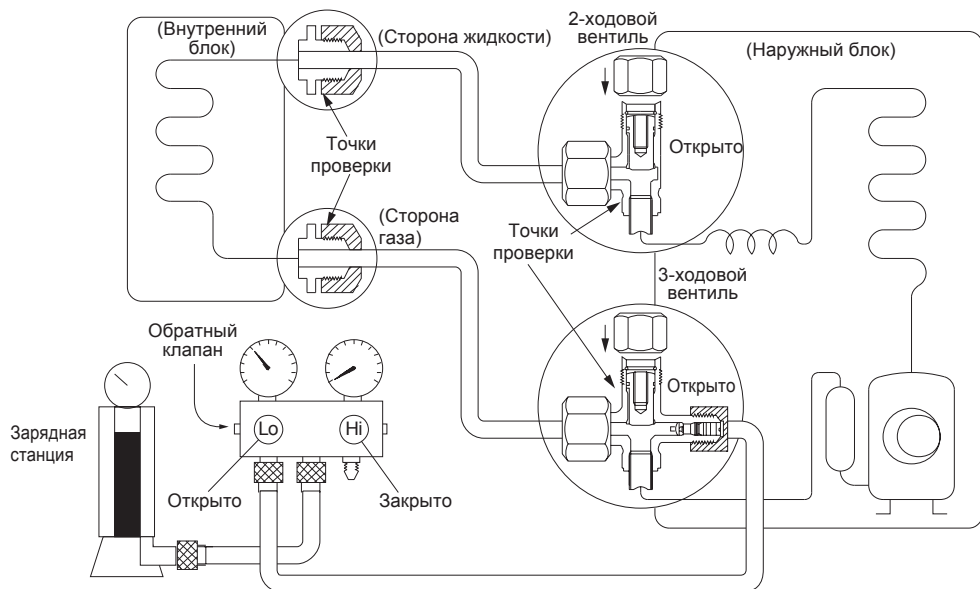 (Внутренний
блок)
(Сторона жидкости)
2-ходовой
вентиль
(Наружный блок)
Открыто
Точки
проверки
(Сторона
газа)
Точки
проверки
3-ходовой
вентиль
Обратный
клапан
Открыто
Зарядная
станция
Lo
Hi
Открыто
Закрыто